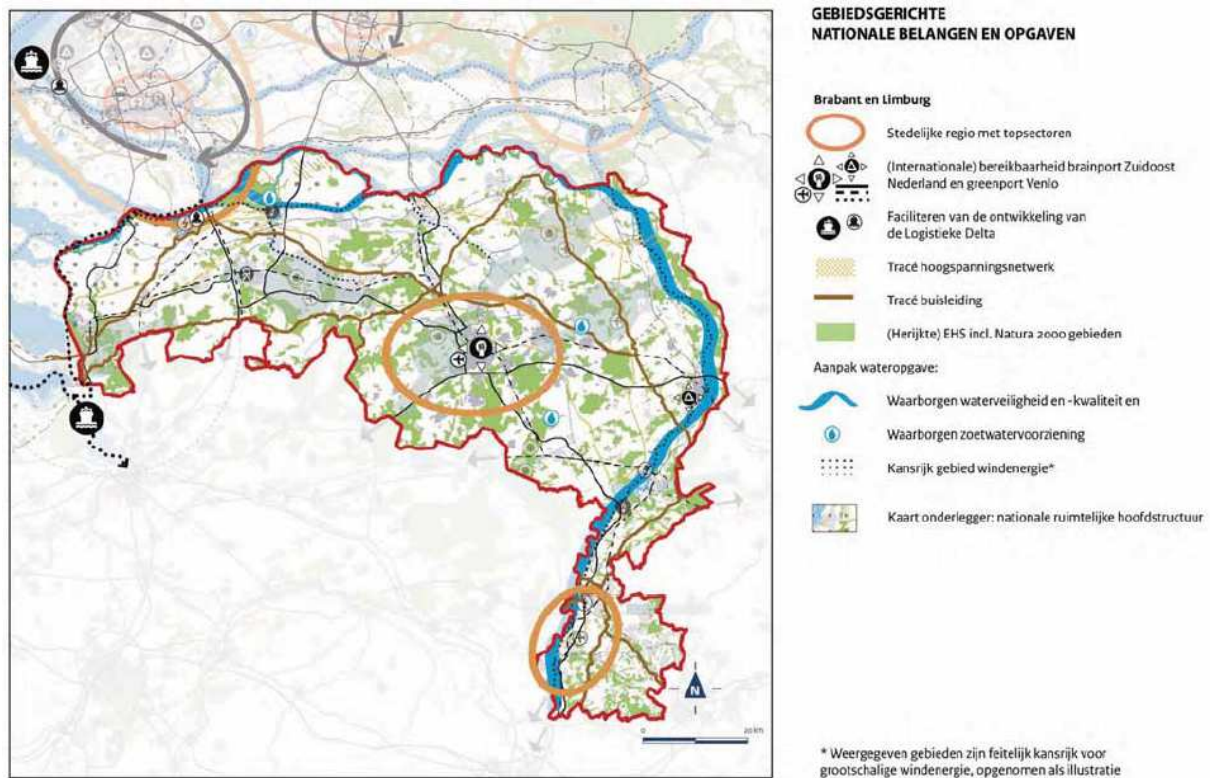 GEBIEDSGERICHTE
NATIONALE BELANGEN EN OPGAVEN
Brabant en Limburg
Stedelijke regio met topsectoren
(Internationale) bereikbaarheid brainport Zuidoost
Nederland en greenport Venlo
Faciliteren van de ontwikkeling van
de Logistieke Delta
Tracé hoogspanningsnetwerk
Tracé buisleiding
(Herijkte) EHS incl. Natura 2000 gebieden
Aanpak wateropgave:
Waarborgen waterveiligheid en -kwaliteit en
Waarborgen zoetwatervoorziening
Kansrijk gebied windenergie*
Kaart onderlegger: nationale ruimtelijke hoofdstructuur
N
0 20 km
* Weergegeven gebieden zijn feitelijk kansrijk voor
grootschalige windenergie, opgenomen als illustratie